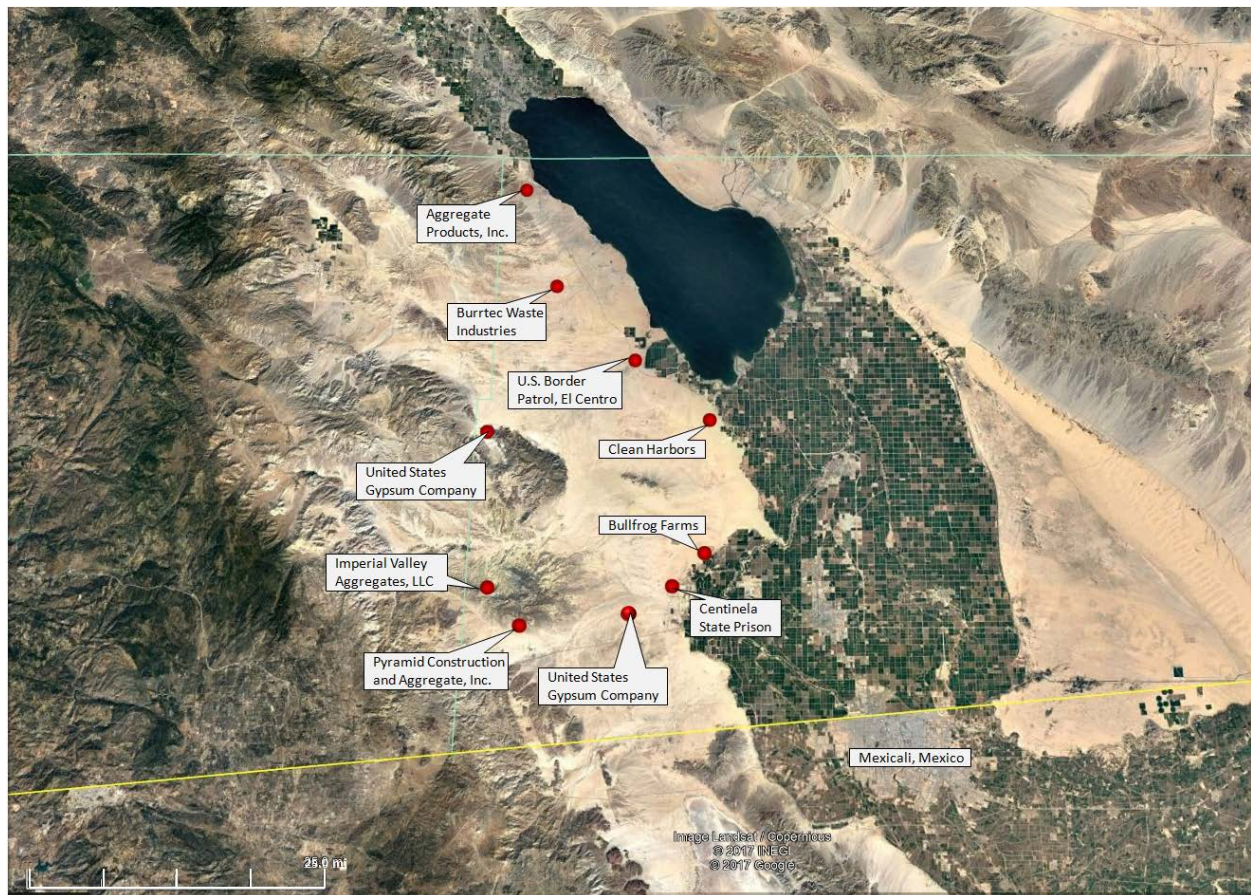 Aggregate
Products, Inc.
Burrtec Waste
Industries
U.S. Border
Patrol, El Centro
Clean Harbors
United States
Gypsum Company
Bullfrog Farms
Imperial Valley
Aggregates, LLC
Centinela
State Prison
Pyramid Construction
and Aggregate, Inc.
United States
Gypsum Company
Mexicali, Mexico
Image Landsat / Copernicus
© 2017 INEGI
© 2017 Google
25.0 mi